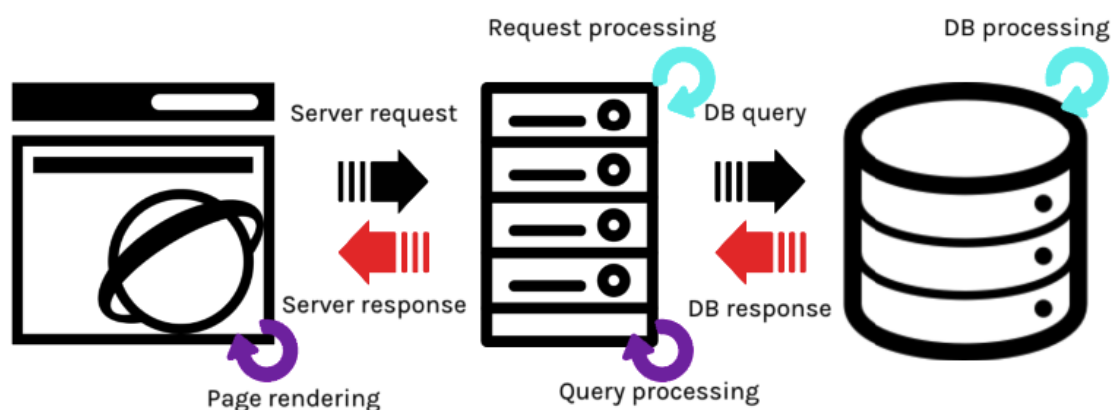 Request processing
DB processing
Server request
DB query
Server response
DB response
Page rendering
Query processing